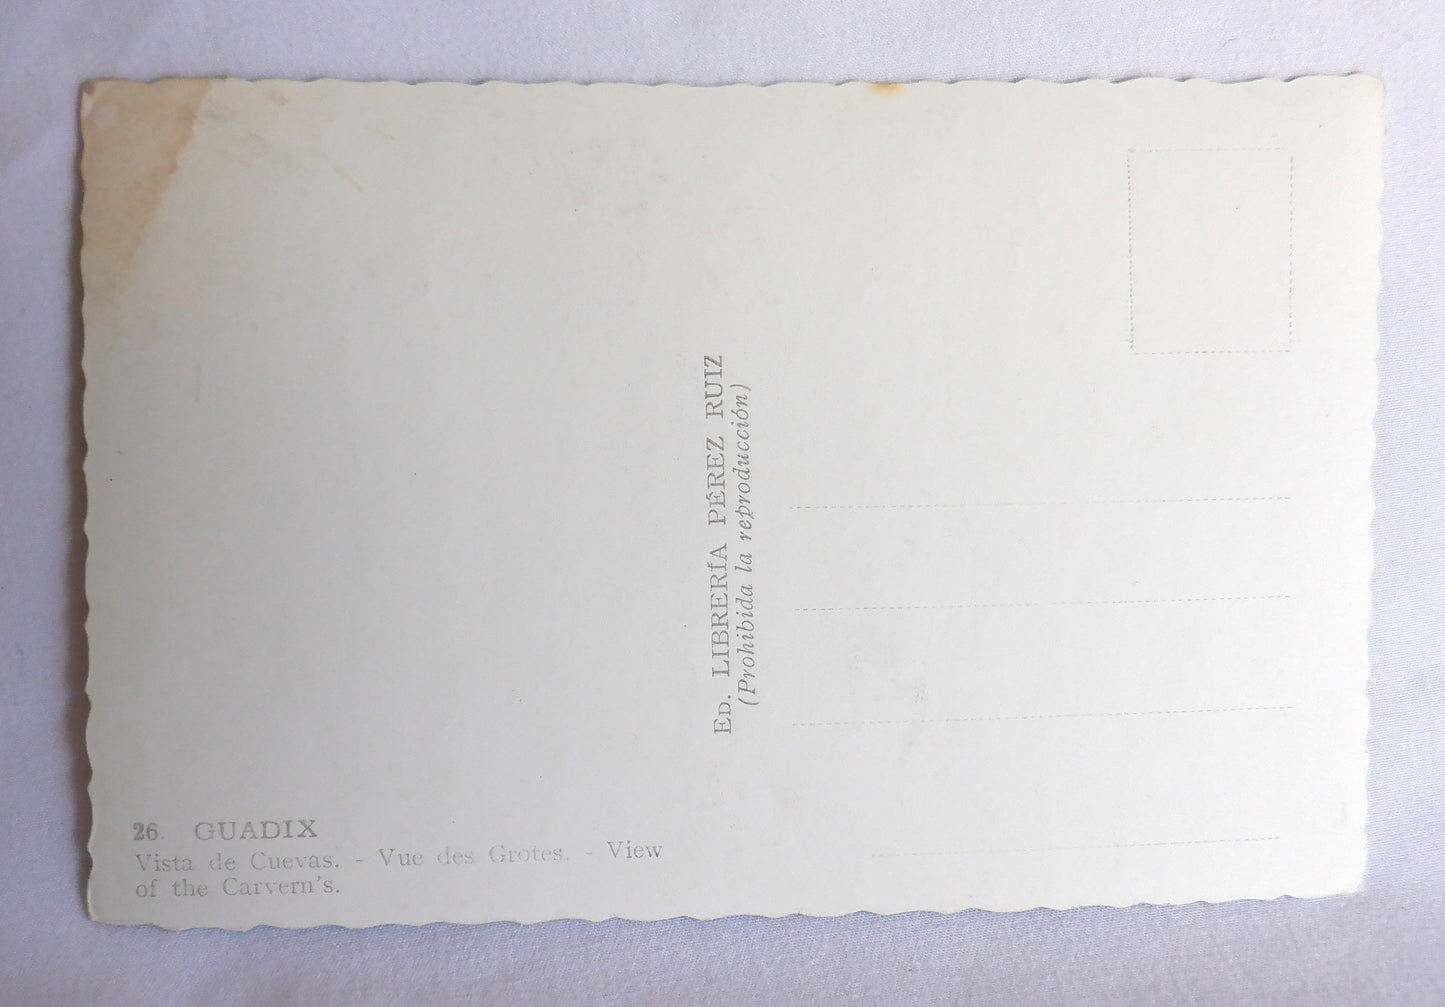 Ed. LIBRERÍA PÉREZ RUIZ
(Prohibida la reproducción)
26. GUADIX
Vista de Cuevas. - Vue des Grotes. - View
of the Carvern's.